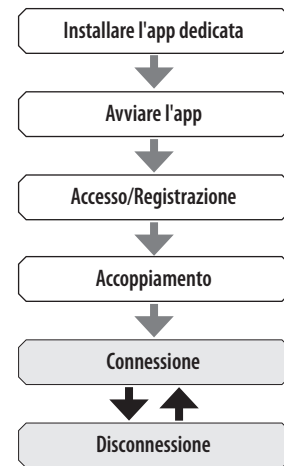 Installare l'app dedicata
Avviare l'app
Accesso/Registrazione
Accoppiamento
Connessione
Disconnessione